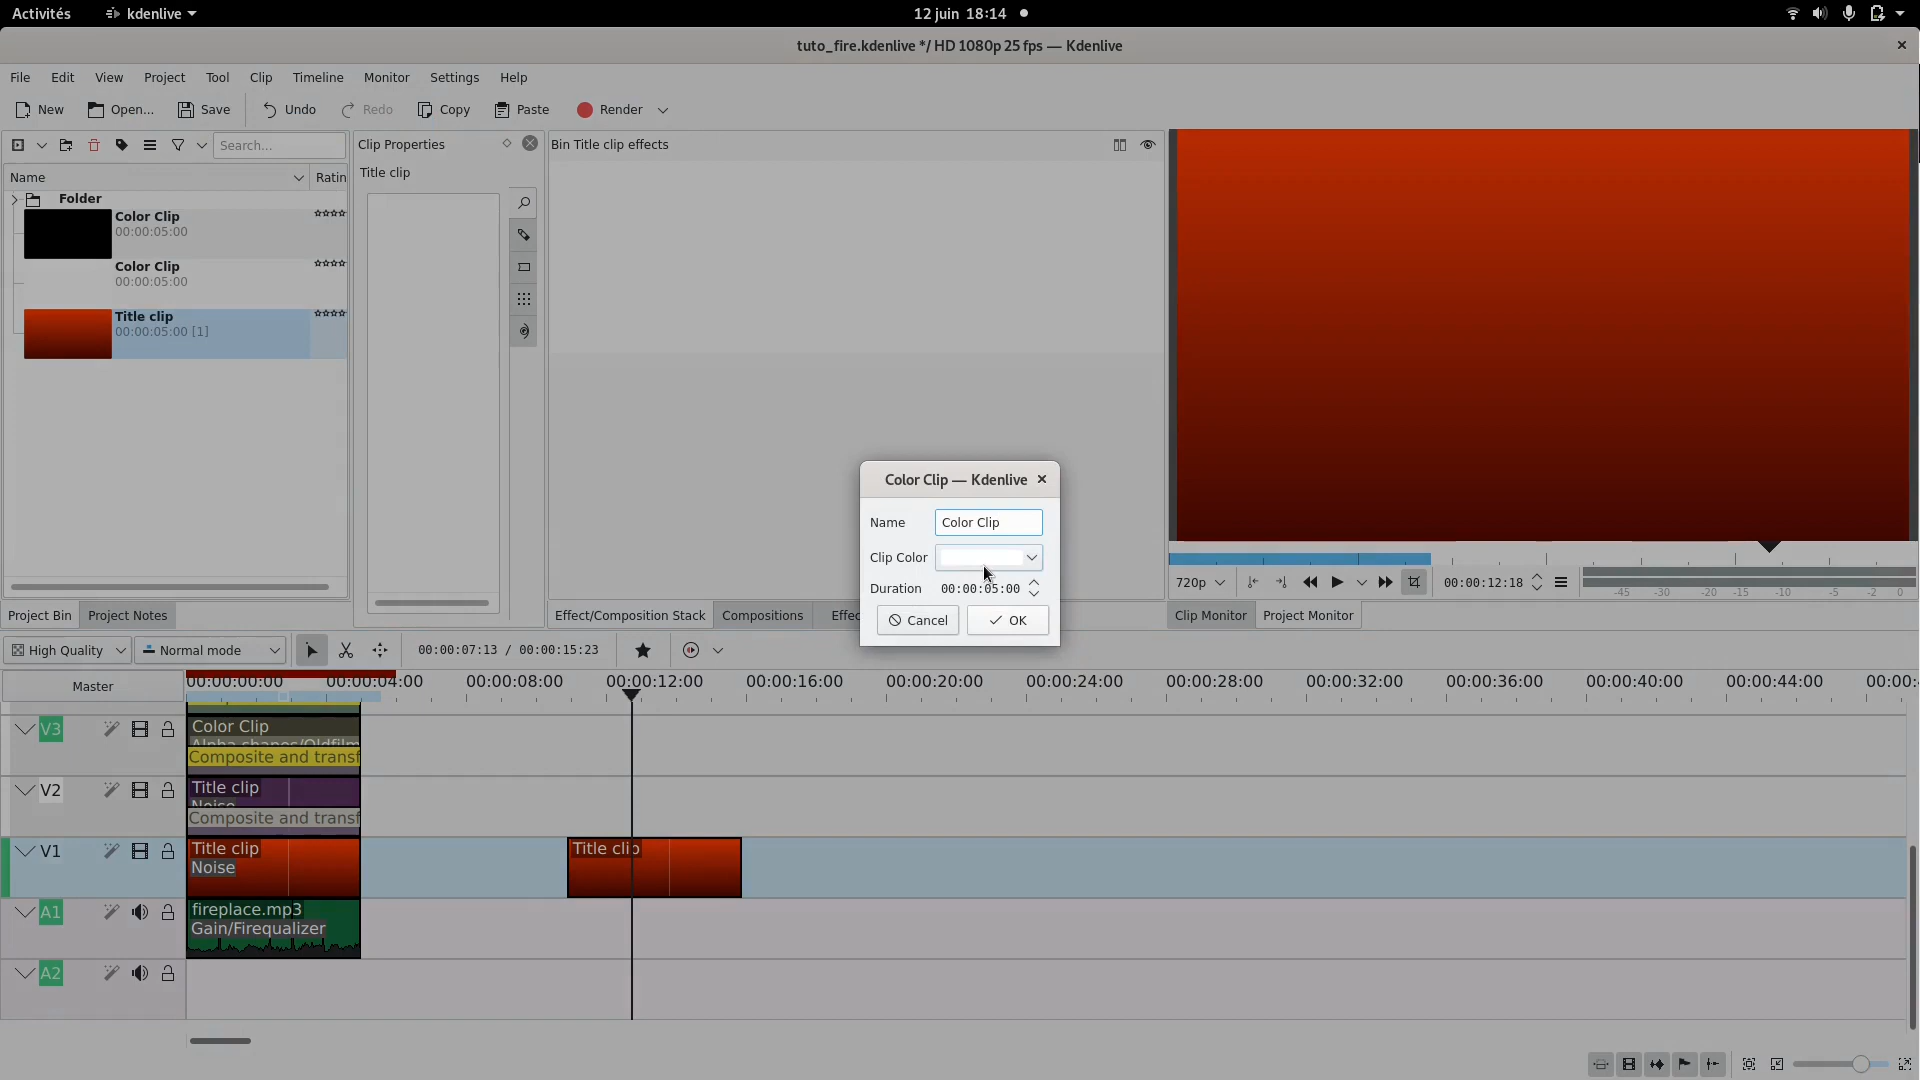 Activités kdenlive 12 juin 18:14
tuto_fire.kdenlive */ HD 1080p 25 fps — Kdenlive
File Edit View Project Tool Clip Timeline Monitor Settings Help
New Open... Save Undo Redo Copy Paste Render
Search...
Clip Properties
Bin Title clip effects
Title clip
Name Ratin
Folder
Color Clip
00:00:05:00
Color Clip
00:00:05:00
Title clip
00:00:05:00 [1]
Color Clip — Kdenlive
Name Color Clip
Clip Color
Duration 00:00:05:00
Cancel OK
720p 00:00:12:18
-45 -30 -20 -15 -10 -5 -2 0
Project Bin Project Notes
Effect/Composition Stack Compositions Effec
Clip Monitor Project Monitor
High Quality Normal mode 00:00:07:13 / 00:00:15:23
Master
00:00:00:00 00:00:04:00 00:00:08:00 00:00:12:00 00:00:16:00 00:00:20:00 00:00:24:00 00:00:28:00 00:00:32:00 00:00:36:00 00:00:40:00 00:00:44:00 00:00:
V3
Color Clip
Alpha shapes/Oldfilm
Composite and transf
V2
Title clip
Noise
Composite and transf
V1
Title clip
Noise
Title clip
A1
fireplace.mp3
Gain/Firequalizer
A2